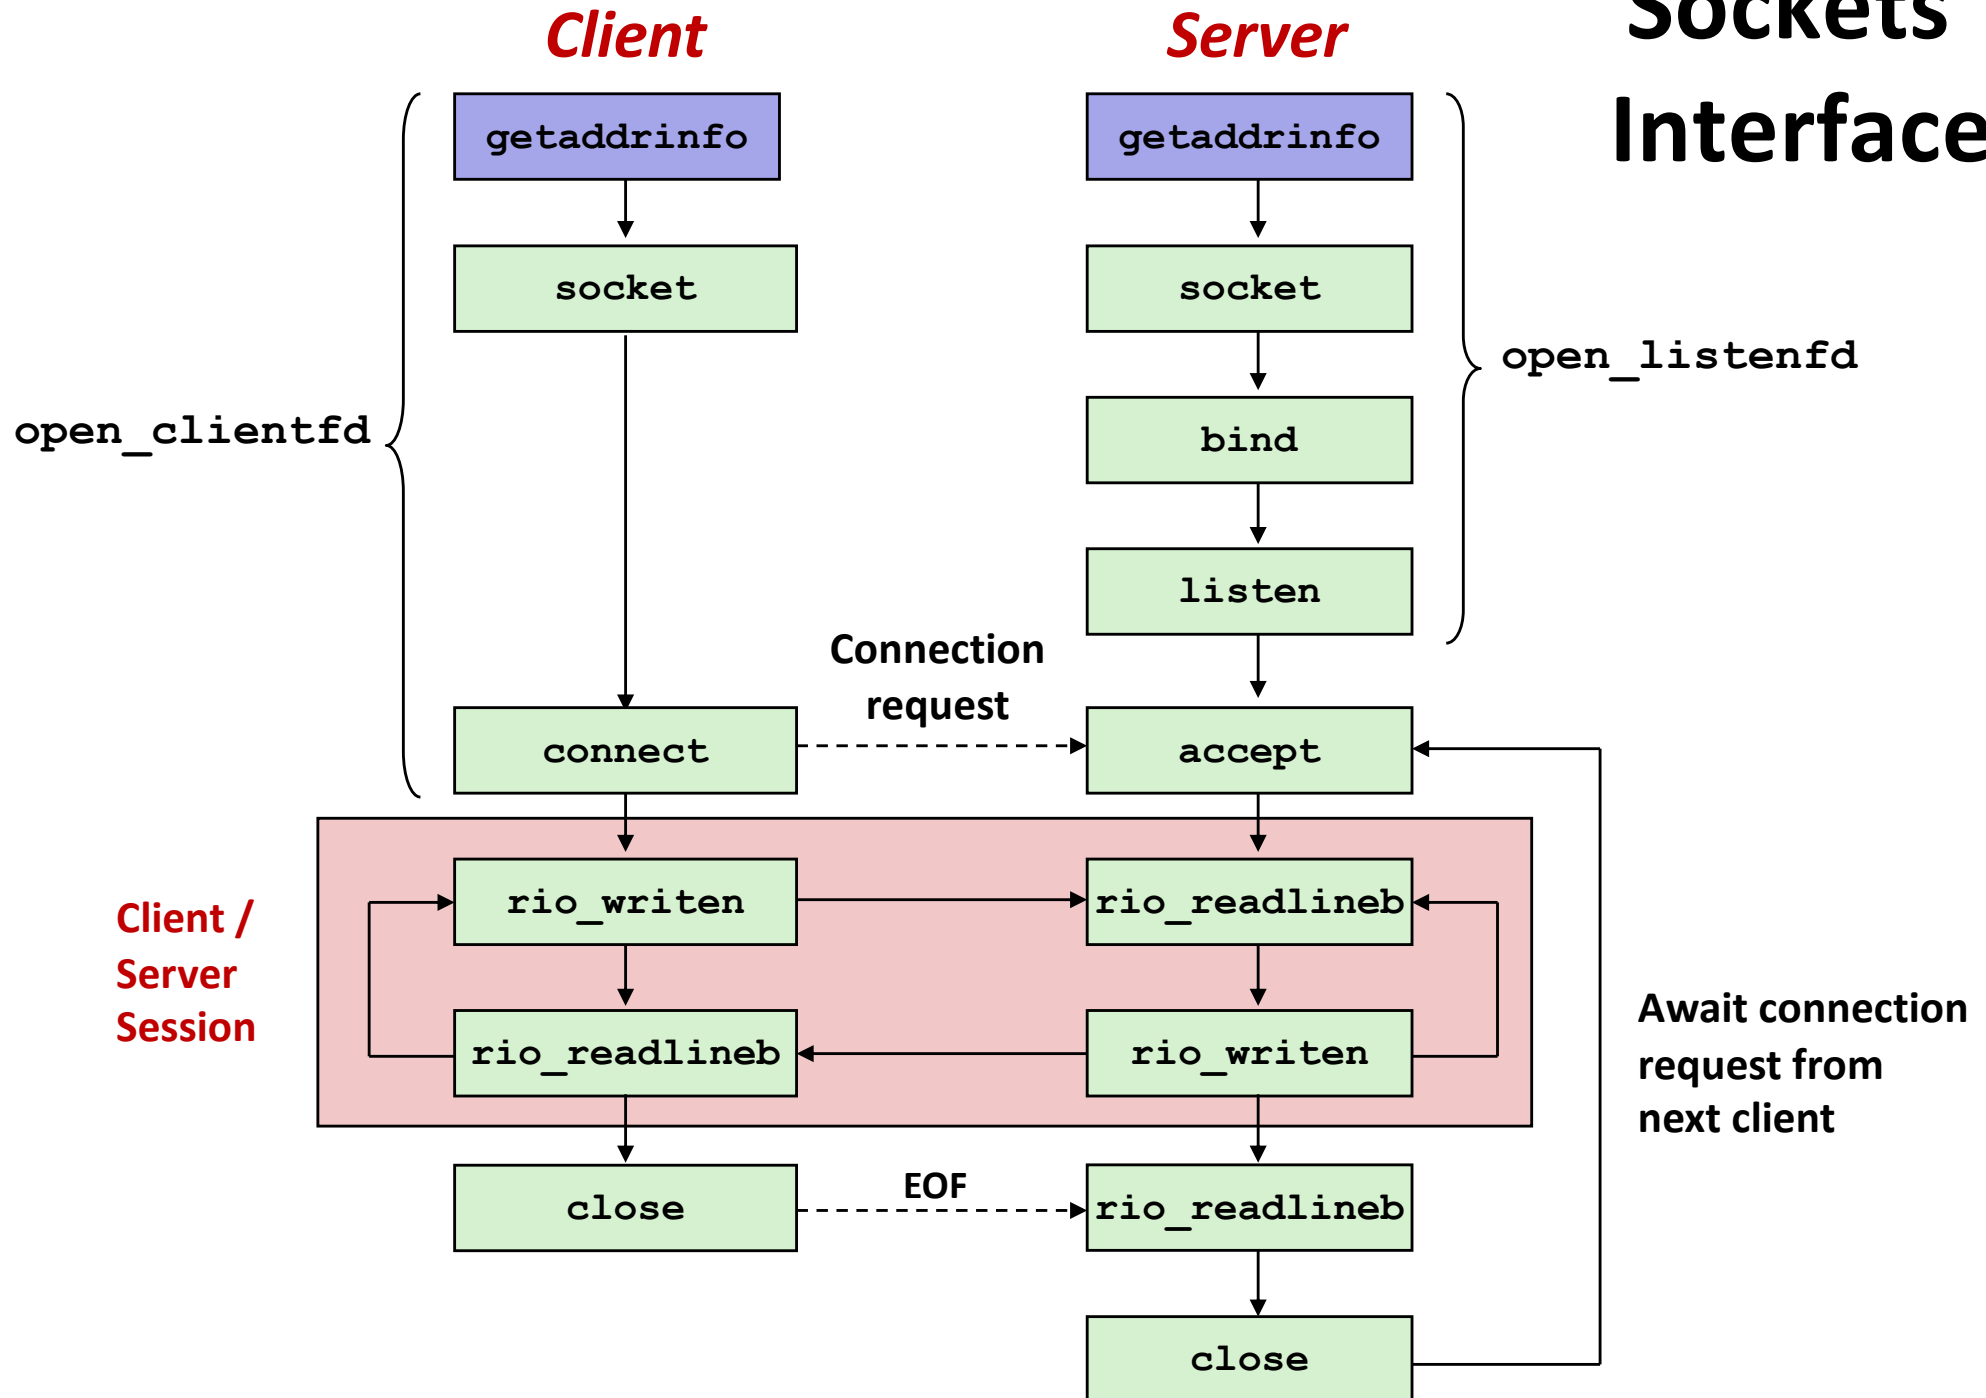 Sockets
Interface
Client
Server
getaddrinfo
getaddrinfo
socket
socket
open_listenfd
open_clientfd
bind
listen
Connection
request
connect
accept
Client /
Server
Session
rio_writen
rio_readlineb
rio_readlineb
rio_writen
Await connection
request from
next client
close
EOF
rio_readlineb
close